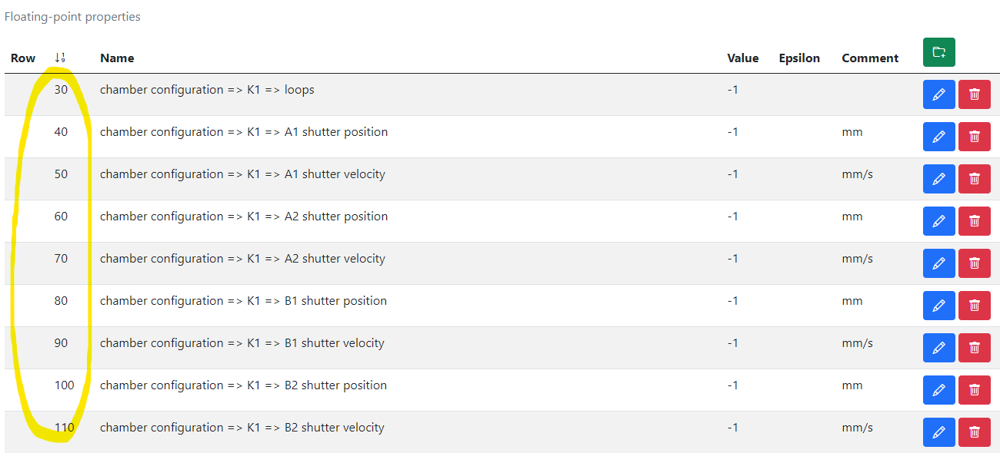 Floating-point properties
Row Name Value Epsilon Comment
30 chamber configuration => K1 => loops -1
40 chamber configuration => K1 => A1 shutter position -1 mm
50 chamber configuration => K1 => A1 shutter velocity -1 mm/s
60 chamber configuration => K1 => A2 shutter position -1 mm
70 chamber configuration => K1 => A2 shutter velocity -1 mm/s
80 chamber configuration => K1 => B1 shutter position -1 mm
90 chamber configuration => K1 => B1 shutter velocity -1 mm/s
100 chamber configuration => K1 => B2 shutter position -1 mm
110 chamber configuration => K1 => B2 shutter velocity -1 mm/s